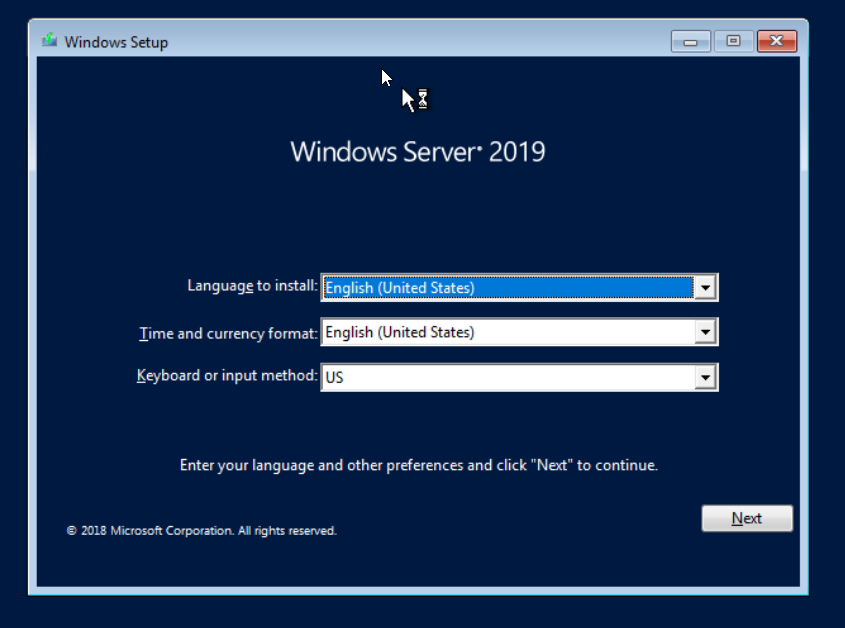 Windows Setup
Windows Server® 2019
Language to install: English (United States)
Time and currency format: English (United States)
Keyboard or input method: US
Enter your language and other preferences and click "Next" to continue.
Next
© 2018 Microsoft Corporation. All rights reserved.